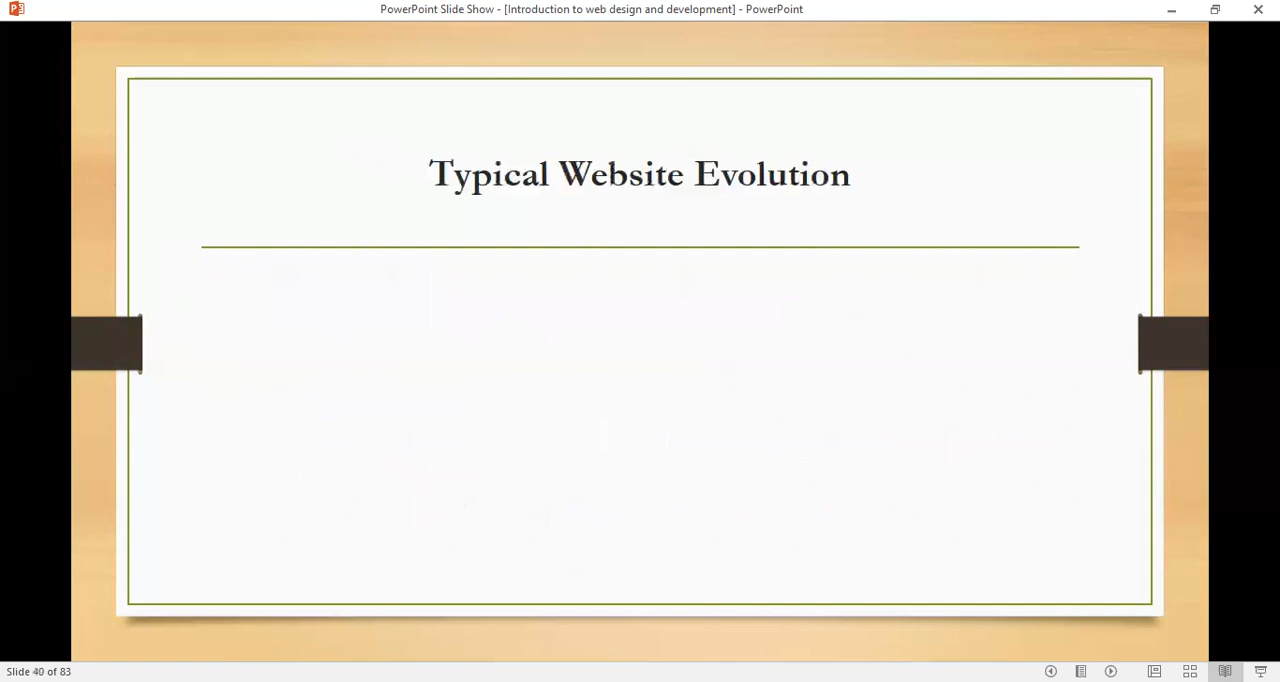 PowerPoint Slide Show - [Introduction to web design and development] - PowerPoint
Typical Website Evolution
Slide 40 of 83